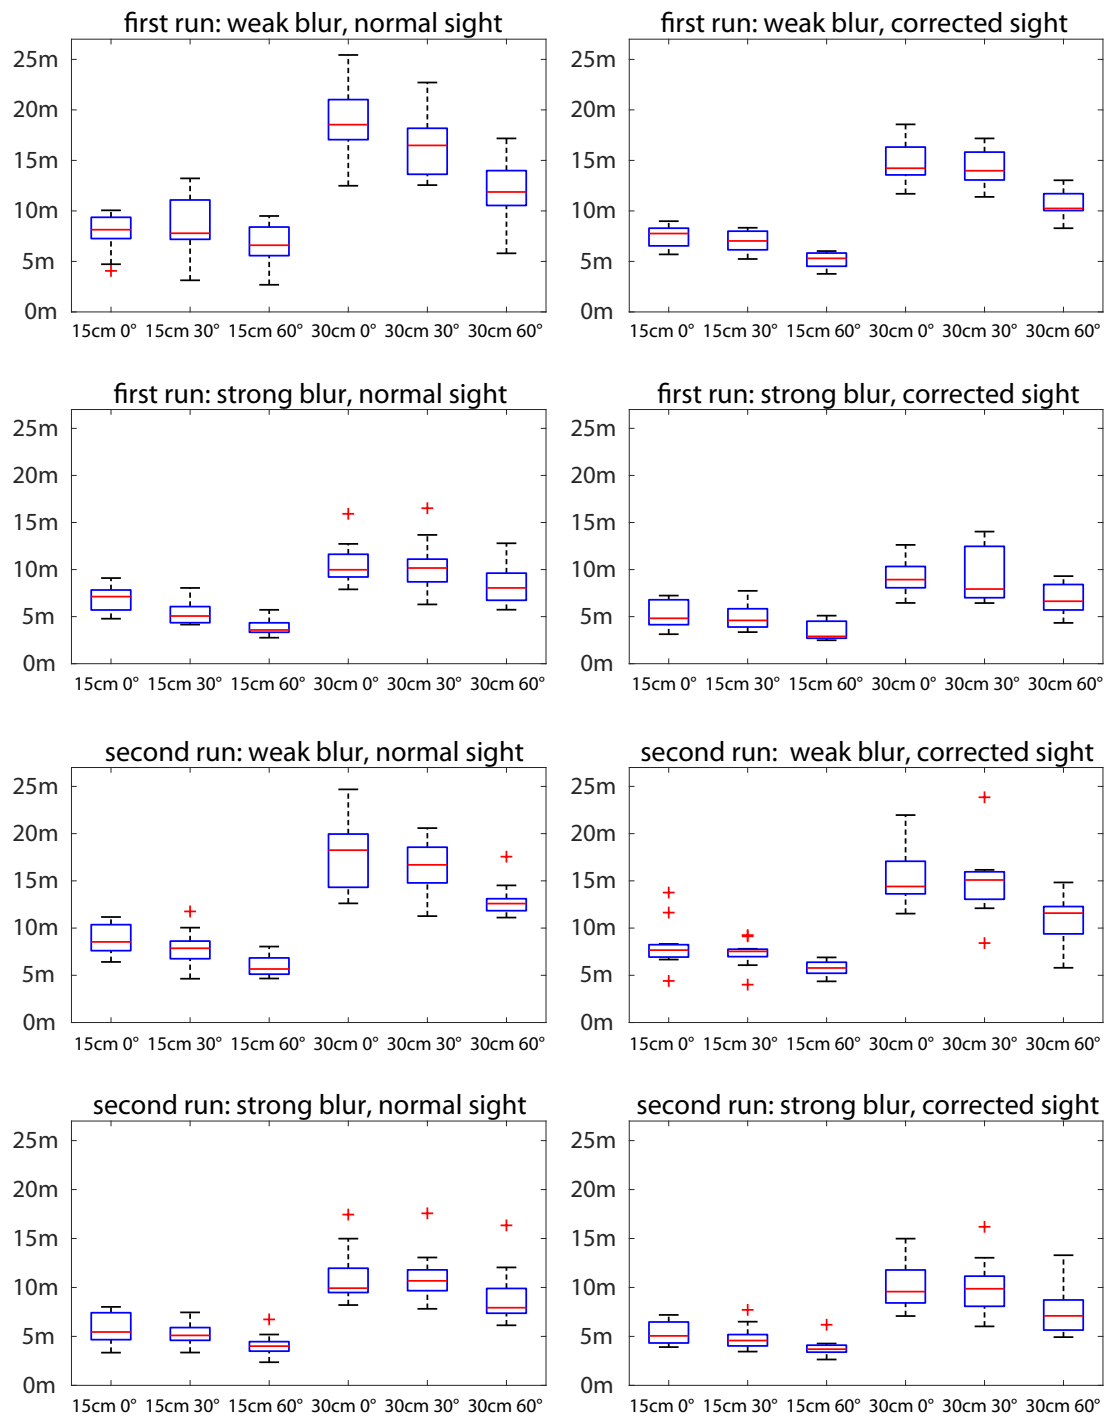 first run: weak blur, normal sight
25m
20m
15m
10m
5m
0m
15cm 0° 15cm 30° 15cm 60° 30cm 0° 30cm 30° 30cm 60°
first run: weak blur, corrected sight
25m
20m
15m
10m
5m
0m
15cm 0° 15cm 30° 15cm 60° 30cm 0° 30cm 30° 30cm 60°
first run: strong blur, normal sight
25m
20m
15m
10m
5m
0m
15cm 0° 15cm 30° 15cm 60° 30cm 0° 30cm 30° 30cm 60°
first run: strong blur, corrected sight
25m
20m
15m
10m
5m
0m
15cm 0° 15cm 30° 15cm 60° 30cm 0° 30cm 30° 30cm 60°
second run: weak blur, normal sight
25m
20m
15m
10m
5m
0m
15cm 0° 15cm 30° 15cm 60° 30cm 0° 30cm 30° 30cm 60°
second run: weak blur, corrected sight
25m
20m
15m
10m
5m
0m
15cm 0° 15cm 30° 15cm 60° 30cm 0° 30cm 30° 30cm 60°
second run: strong blur, normal sight
25m
20m
15m
10m
5m
0m
15cm 0° 15cm 30° 15cm 60° 30cm 0° 30cm 30° 30cm 60°
second run: strong blur, corrected sight
25m
20m
15m
10m
5m
0m
15cm 0° 15cm 30° 15cm 60° 30cm 0° 30cm 30° 30cm 60°